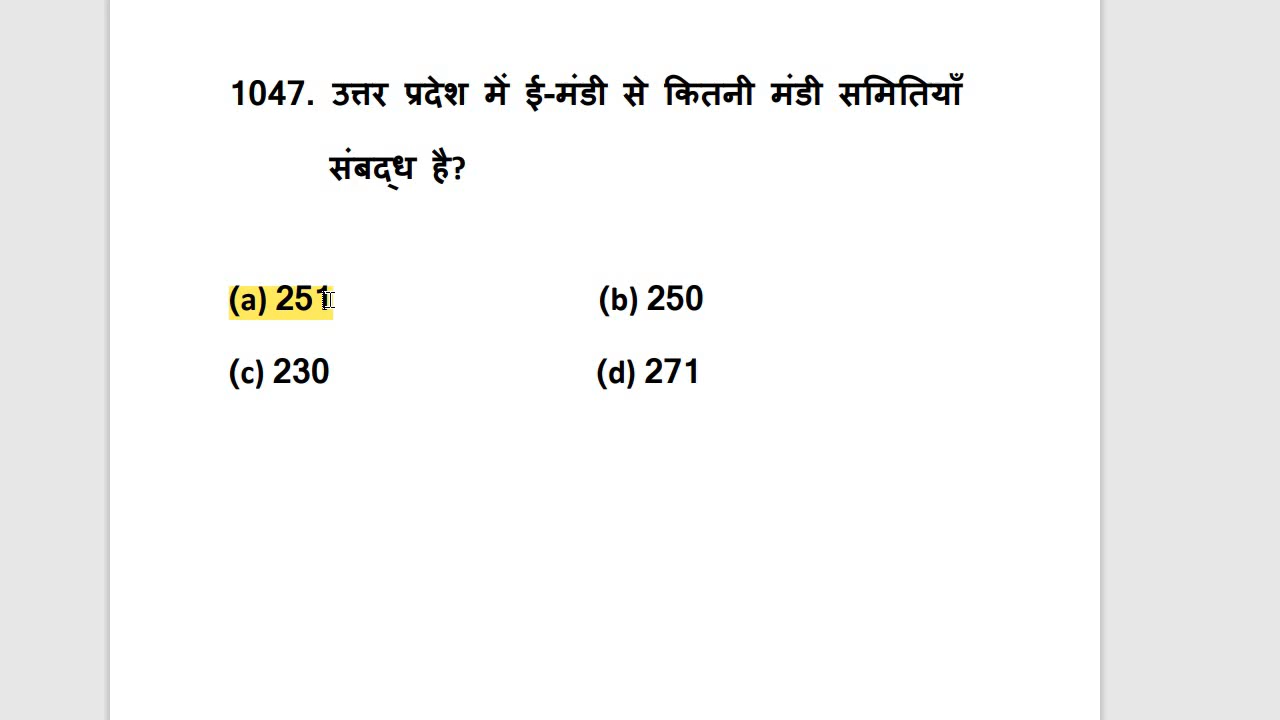 1047. उत्तर प्रदेश में ई-मंडी से कितनी मंडी समितियाँ
संबद्ध है?
(a) 251 (b) 250
(c) 230 (d) 271